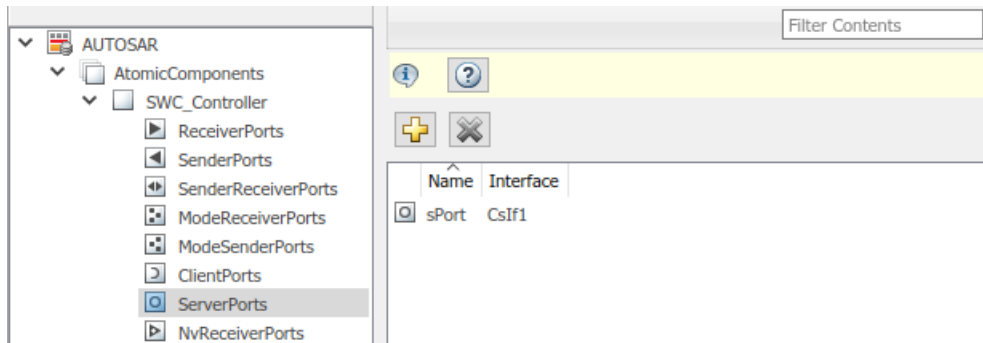 Filter Contents
AUTOSAR
AtomicComponents
SWC_Controller
ReceiverPorts
SenderPorts
SenderReceiverPorts
ModeReceiverPorts
ModeSenderPorts
ClientPorts
ServerPorts
NvReceiverPorts
Name Interface
sPort CsIf1